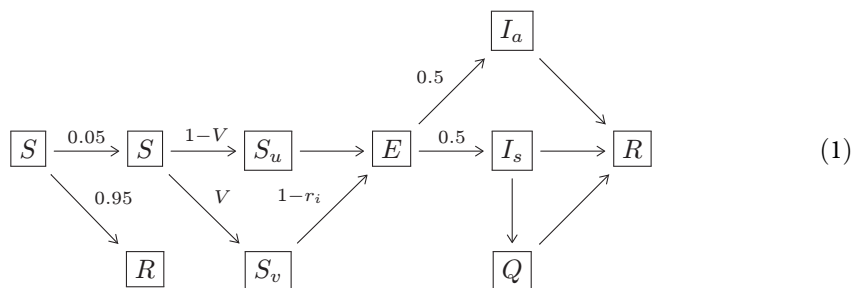 I_a
0.5
S 0.05 S 1−V S_u E 0.5 I_s R (1)
0.95 V 1−r_i
R S_v Q